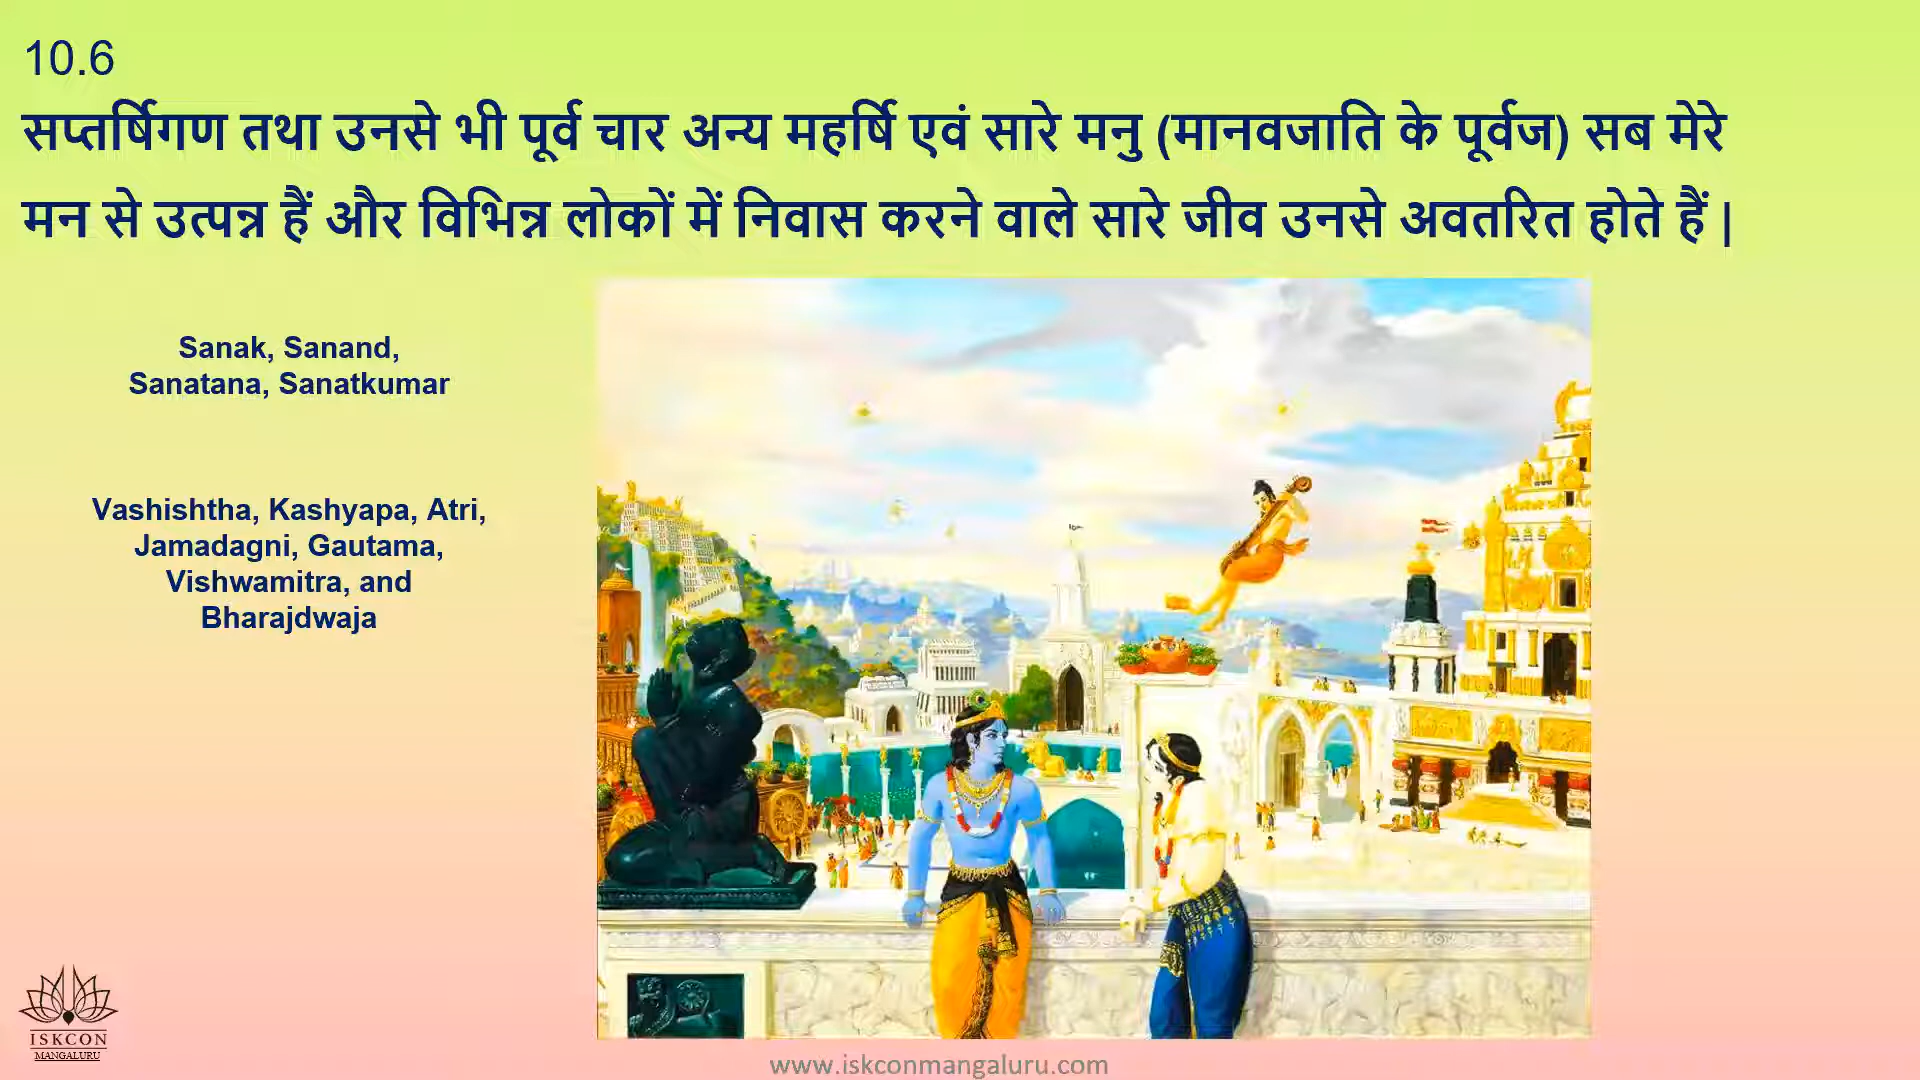 10.6
सप्तर्षिगण तथा उनसे भी पूर्व चार अन्य महर्षि एवं सारे मनु (मानवजाति के पूर्वज) सब मेरे
मन से उत्पन्न हैं और विभिन्न लोकों में निवास करने वाले सारे जीव उनसे अवतरित होते हैं |
Sanak, Sanand,
Sanatana, Sanatkumar
Vashishtha, Kashyapa, Atri,
Jamadagni, Gautama,
Vishwamitra, and
Bharajdwaja
ISKCON
MANGALURU
www.iskconmangaluru.com